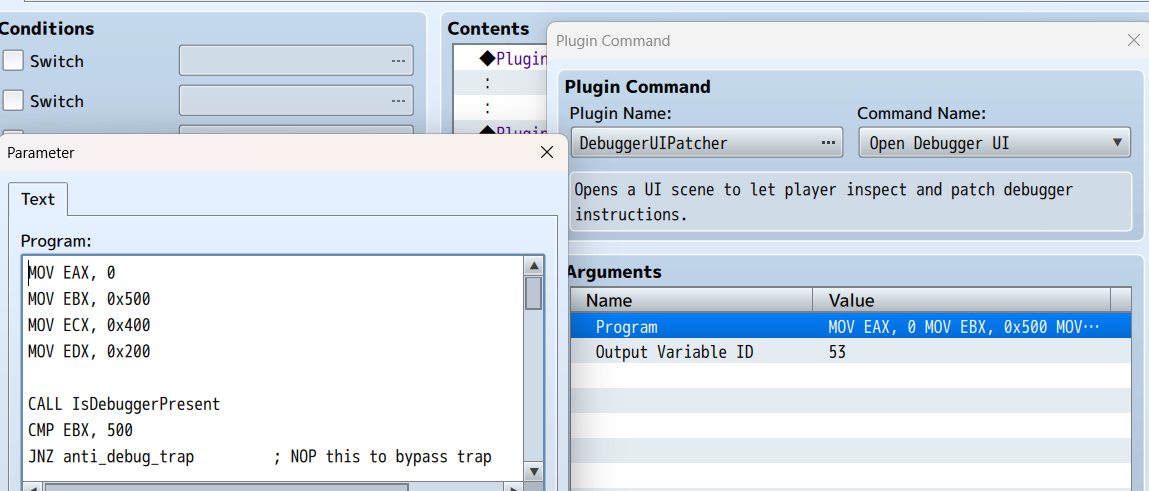 Conditions
Switch
...
Switch
...
Contents
◆Plugin
:
:
◆Plugin
Plugin Command
Plugin Command
Plugin Name:
Command Name:
DebuggerUIPatcher
...
Open Debugger UI
Opens a UI scene to let player inspect and patch debugger
instructions.
Arguments
Name Value
Program MOV EAX, 0 MOV EBX, 0x500 MOV⋯
Output Variable ID 53
Parameter
Text
Program:
MOV EAX, 0
MOV EBX, 0x500
MOV ECX, 0x400
MOV EDX, 0x200
CALL IsDebuggerPresent
CMP EBX, 500
JNZ anti_debug_trap ; NOP this to bypass trap